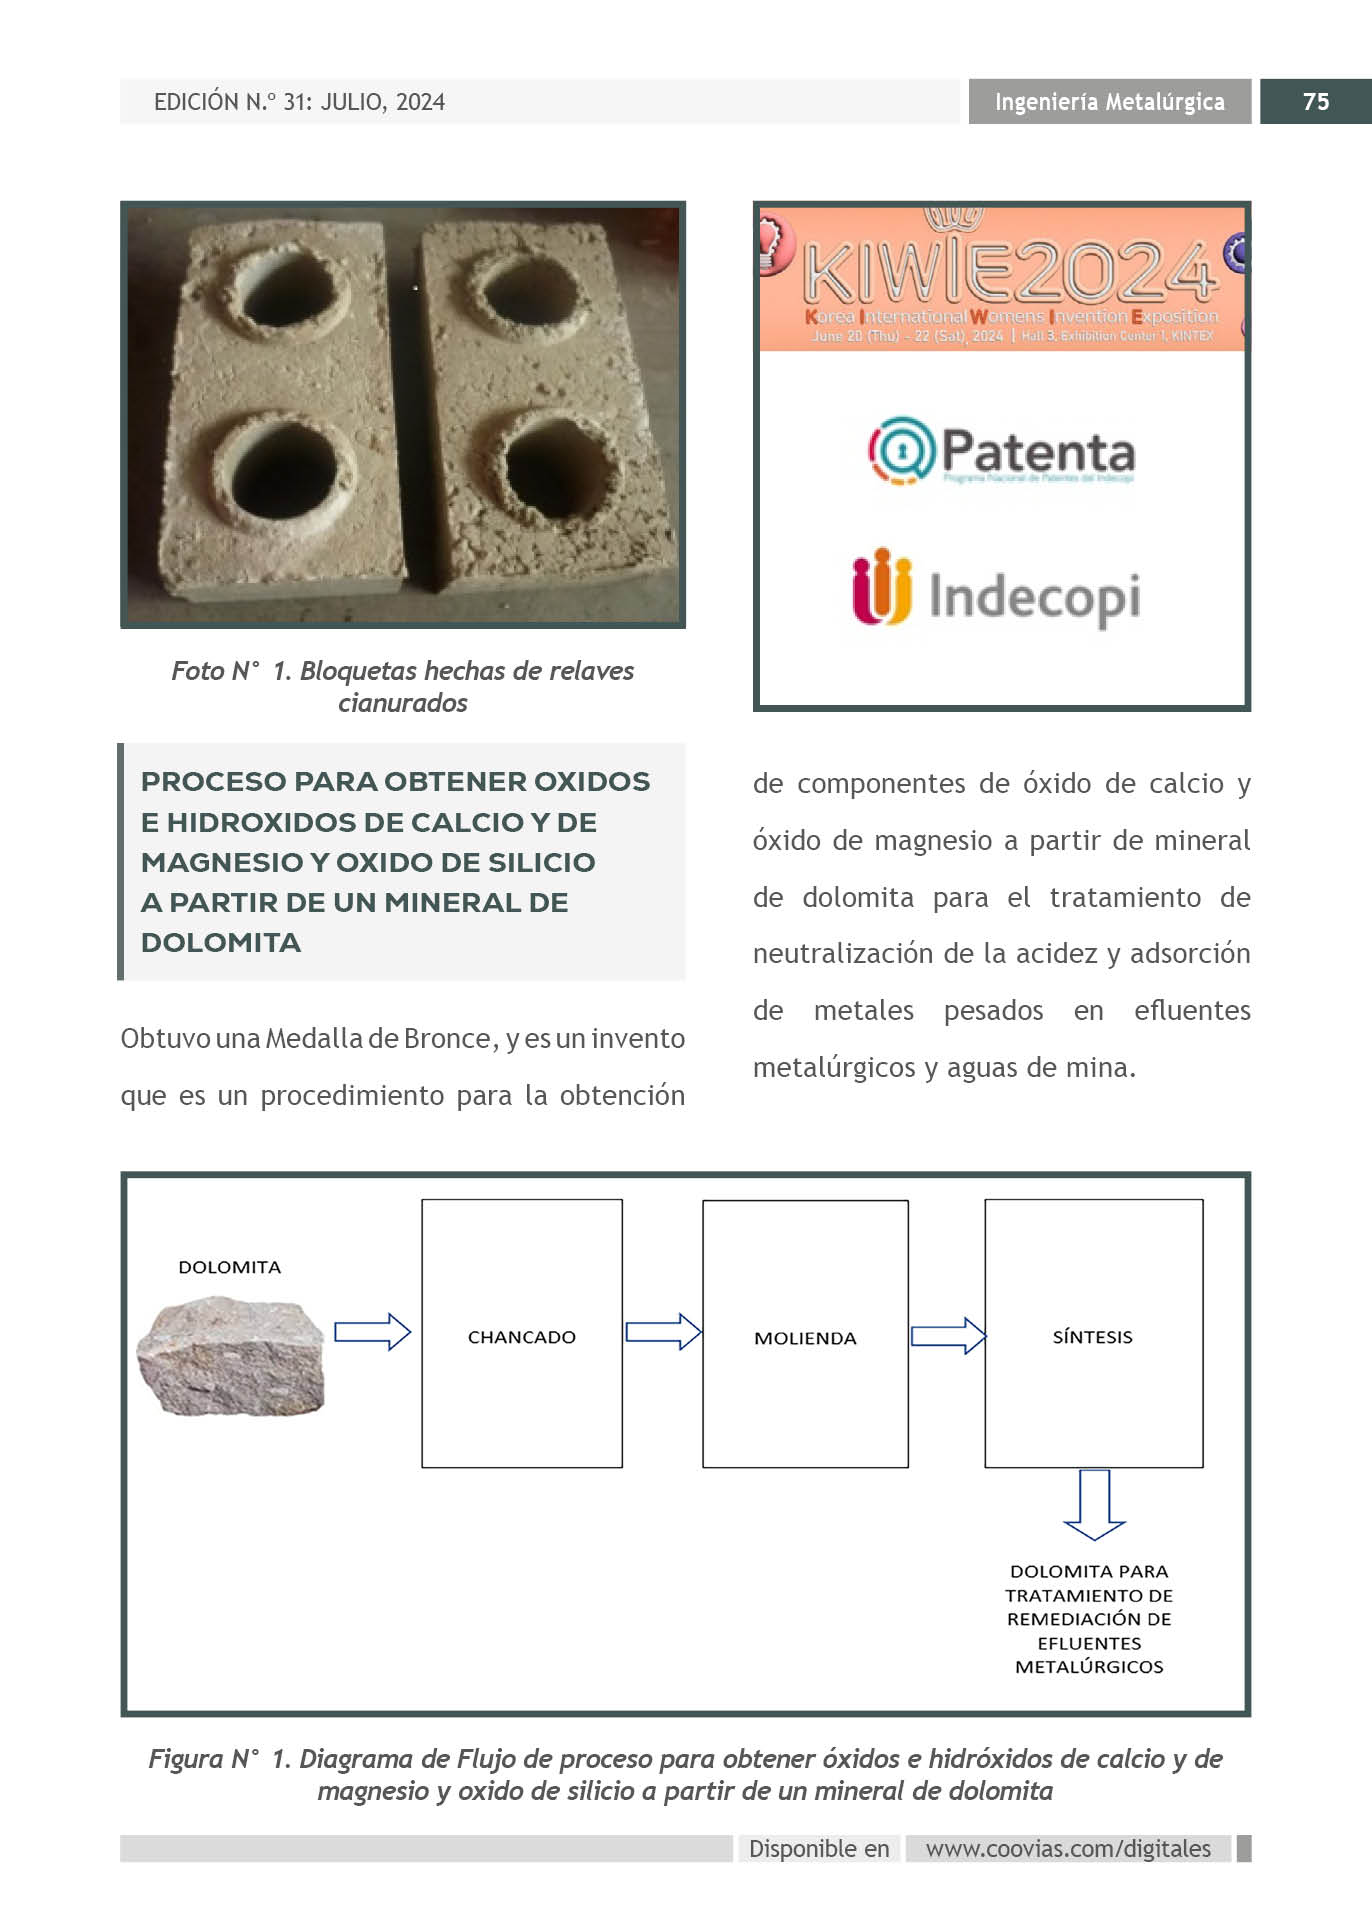 EDICIÓN N.º 31: JULIO, 2024
Ingeniería Metalúrgica
75
Foto N° 1. Bloquetas hechas de relaves
cianurados
PROCESO PARA OBTENER OXIDOS
E HIDROXIDOS DE CALCIO Y DE
MAGNESIO Y OXIDO DE SILICIO
A PARTIR DE UN MINERAL DE
DOLOMITA
Obtuvo una Medalla de Bronce, y es un invento
que es un procedimiento para la obtención
KIWIE2024
Korea International Womens Invention Exposition
June 20 (Thu) - 22 (Sat), 2024 | Hall 3, Exhibition Center 1, KINTEX
Patenta
Programa Nacional de Patentes del Indecopi
Indecopi
de componentes de óxido de calcio y
óxido de magnesio a partir de mineral
de dolomita para el tratamiento de
neutralización de la acidez y adsorción
de metales pesados en efluentes
metalúrgicos y aguas de mina.
DOLOMITA
CHANCADO
MOLIENDA
SÍNTESIS
DOLOMITA PARA
TRATAMIENTO DE
REMEDIACIÓN DE
EFLUENTES
METALÚRGICOS
Figura N° 1. Diagrama de Flujo de proceso para obtener óxidos e hidróxidos de calcio y de
magnesio y oxido de silicio a partir de un mineral de dolomita
Disponible en
www.coovias.com/digitales